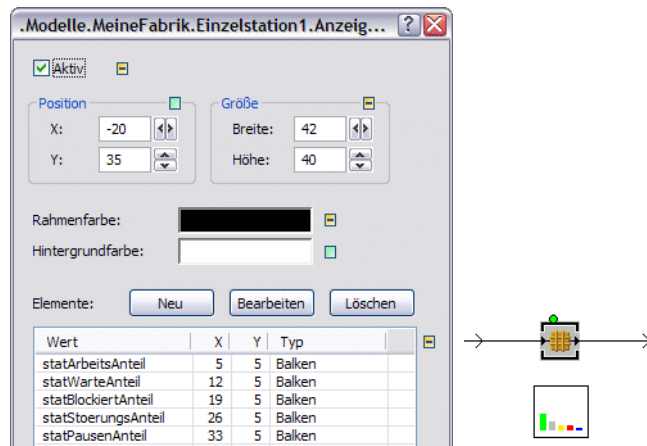 .Modelle.MeineFabrik.Einzelstation1.Anzeig...
Aktiv
Position
Größe
X: -20
Breite: 42
Y: 35
Höhe: 40
Rahmenfarbe:
Hintergrundfarbe:
Elemente: Neu Bearbeiten Löschen
Wert X Y Typ
statArbeitsAnteil 5 5 Balken
statWarteAnteil 12 5 Balken
statBlockiertAnteil 19 5 Balken
statStoerungsAnteil 26 5 Balken
statPausenAnteil 33 5 Balken